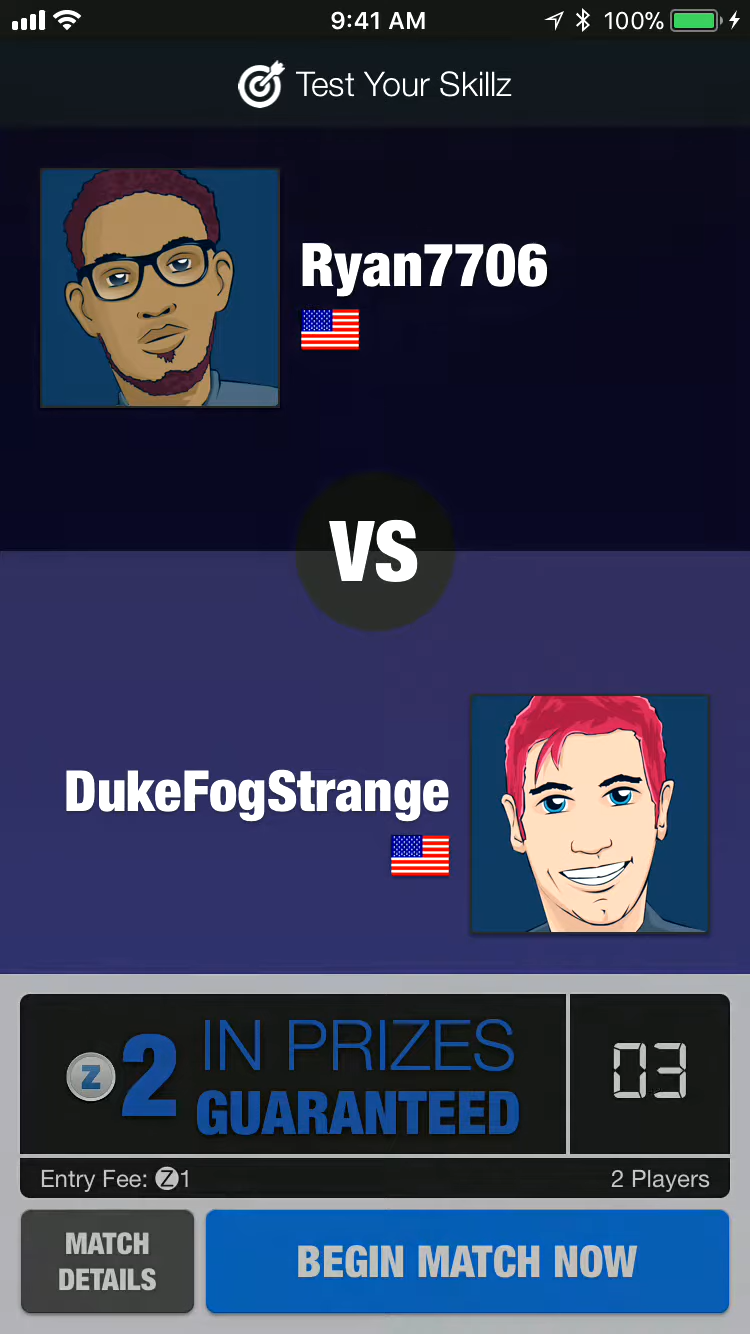 9:41 AM
100%
Test Your Skillz
Ryan7706
VS
DukeFogStrange
Z 2 IN PRIZES
GUARANTEED
03
Entry Fee: Z1
2 Players
MATCH
DETAILS
BEGIN MATCH NOW